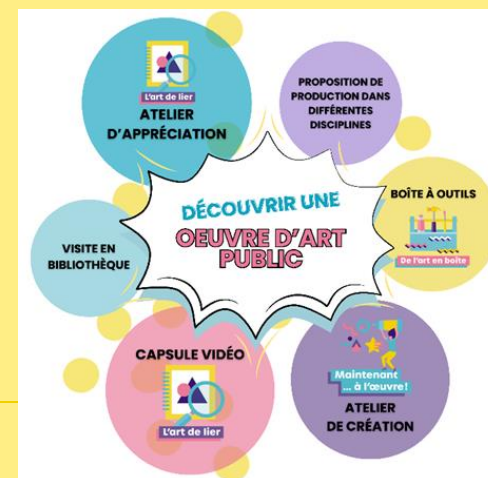 L'art de lier
ATELIER
D'APPRÉCIATION
PROPOSITION DE
PRODUCTION DANS
DIFFÉRENTES
DISCIPLINES
DÉCOUVRIR UNE
OEUVRE D'ART
PUBLIC
BOÎTE À OUTILS
De l'art en boîte
VISITE EN
BIBLIOTHÈQUE
CAPSULE VIDÉO
L'art de lier
Maintenant
... à l'œuvre!
ATELIER
DE CRÉATION